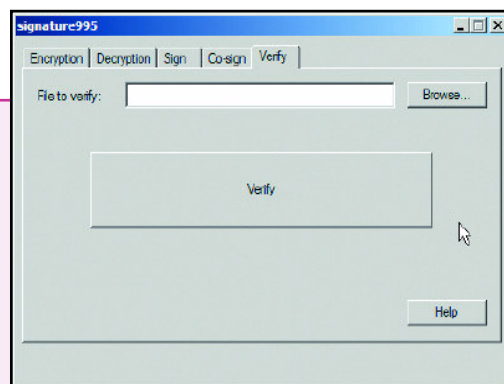 signature995
Encryption Decryption Sign Co-sign Verify
File to verify: Browse...
Verify
Help